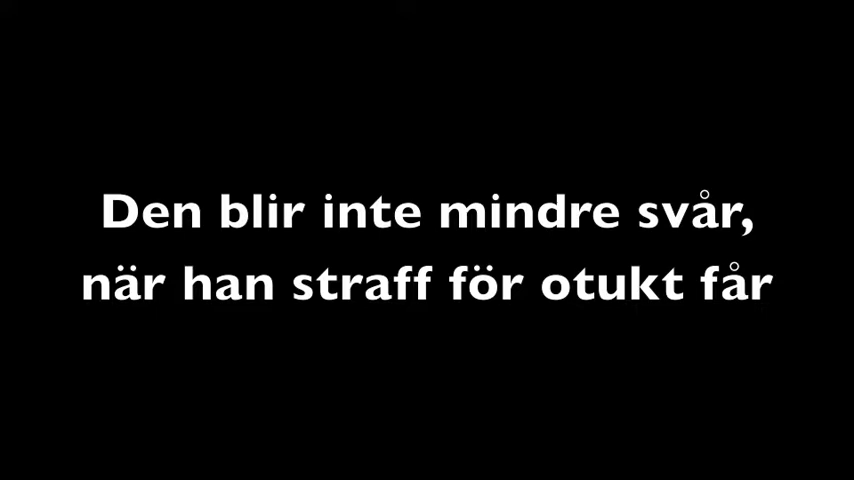 Den blir inte mindre svår,
när han straff för otukt får